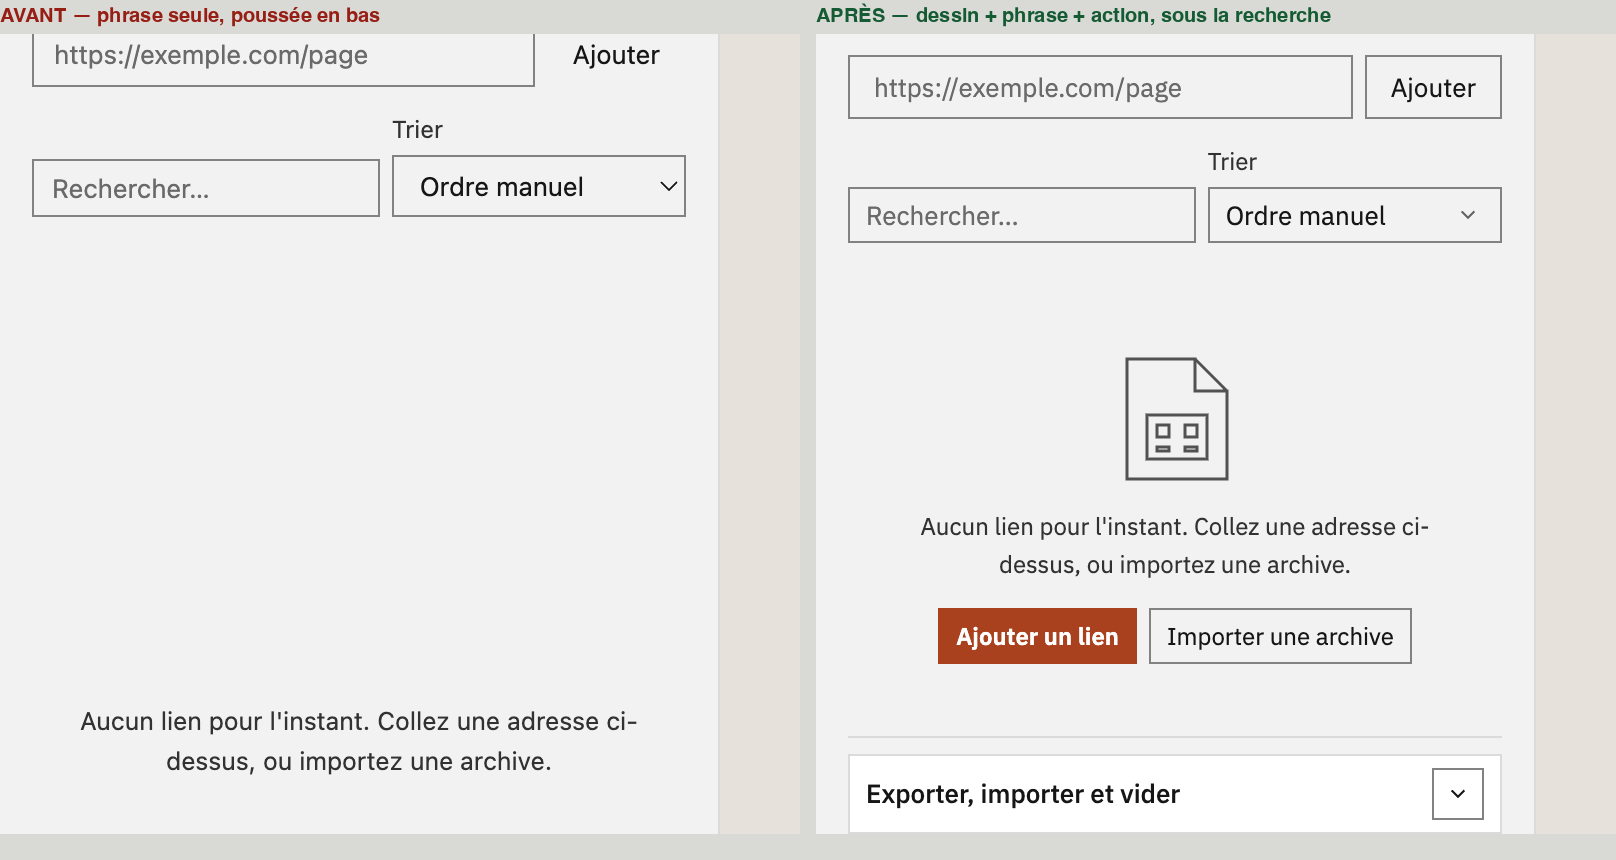 AVANT — phrase seule, poussée en bas
https://exemple.com/page
Ajouter
Trier
Rechercher...
Ordre manuel
Aucun lien pour l'instant. Collez une adresse ci-
dessus, ou importez une archive.
APRÈS — dessin + phrase + action, sous la recherche
https://exemple.com/page
Ajouter
Trier
Rechercher...
Ordre manuel
Aucun lien pour l'instant. Collez une adresse ci-
dessus, ou importez une archive.
Ajouter un lien
Importer une archive
Exporter, importer et vider